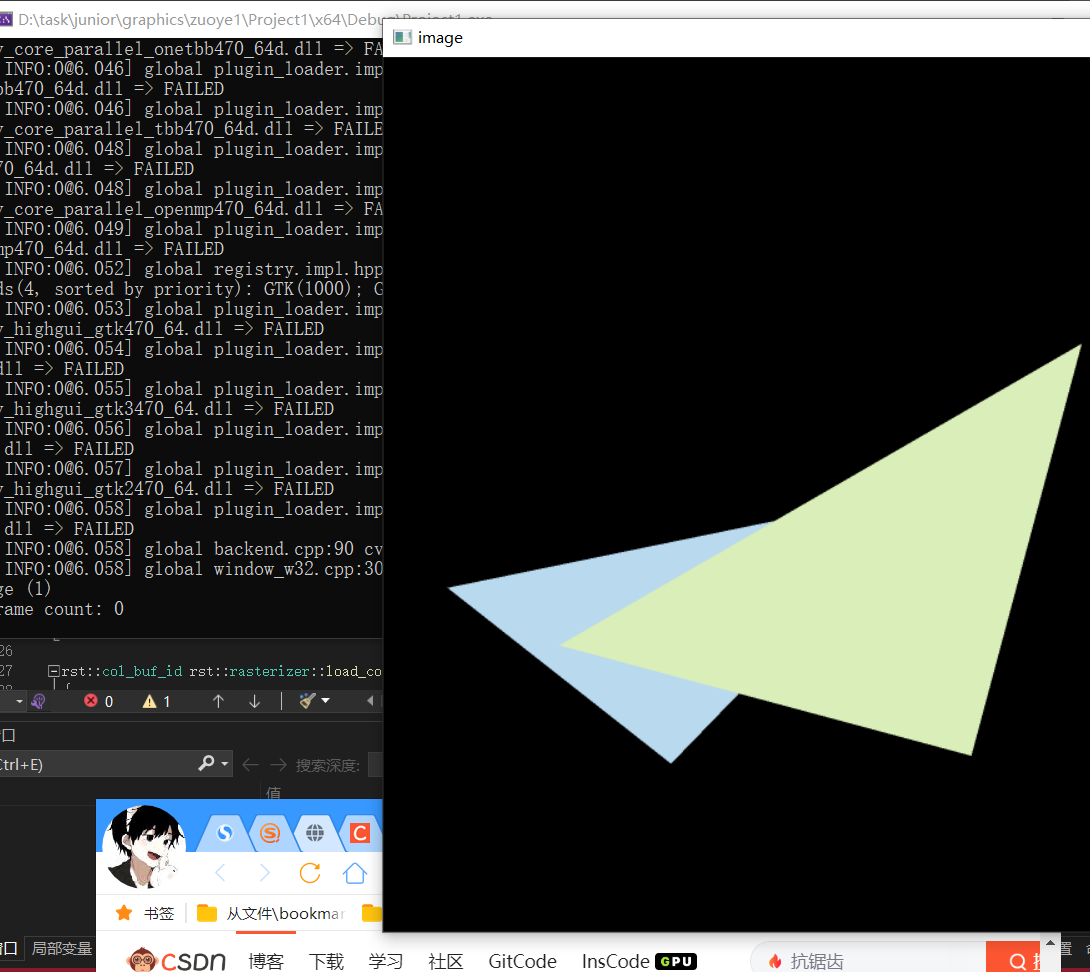 D:\task\junior\graphics\zuoye1\Project1\x64\Debug\Project1.exe
image
_core_parallel_onetbb470_64d.dll => FA
INFO:0@6.046] global plugin_loader.imp
bb470_64d.dll => FAILED
INFO:0@6.046] global plugin_loader.imp
_core_parallel_tbb470_64d.dll => FAILE
INFO:0@6.048] global plugin_loader.imp
70_64d.dll => FAILED
INFO:0@6.048] global plugin_loader.imp
_core_parallel_openmp470_64d.dll => FA
INFO:0@6.049] global plugin_loader.imp
mp470_64d.dll => FAILED
INFO:0@6.052] global registry.impl.hpp
ds(4, sorted by priority): GTK(1000); G
INFO:0@6.053] global plugin_loader.imp
_highgui_gtk470_64.dll => FAILED
INFO:0@6.054] global plugin_loader.imp
dll => FAILED
INFO:0@6.055] global plugin_loader.imp
_highgui_gtk3470_64.dll => FAILED
INFO:0@6.056] global plugin_loader.imp
dll => FAILED
INFO:0@6.057] global plugin_loader.imp
_highgui_gtk2470_64.dll => FAILED
INFO:0@6.058] global plugin_loader.imp
dll => FAILED
INFO:0@6.058] global backend.cpp:90 cv
INFO:0@6.058] global window_w32.cpp:30
ge (1)
rame count: 0
26
27 rst::col_buf_id rst::rasterizer::load_co
0 1
口
Ctrl+E) 搜索深度:
值
书签 从文件\bookmar
窗口 局部变量
CSDN 博客 下载 学习 社区 GitCode InsCode GPU 抗锯齿